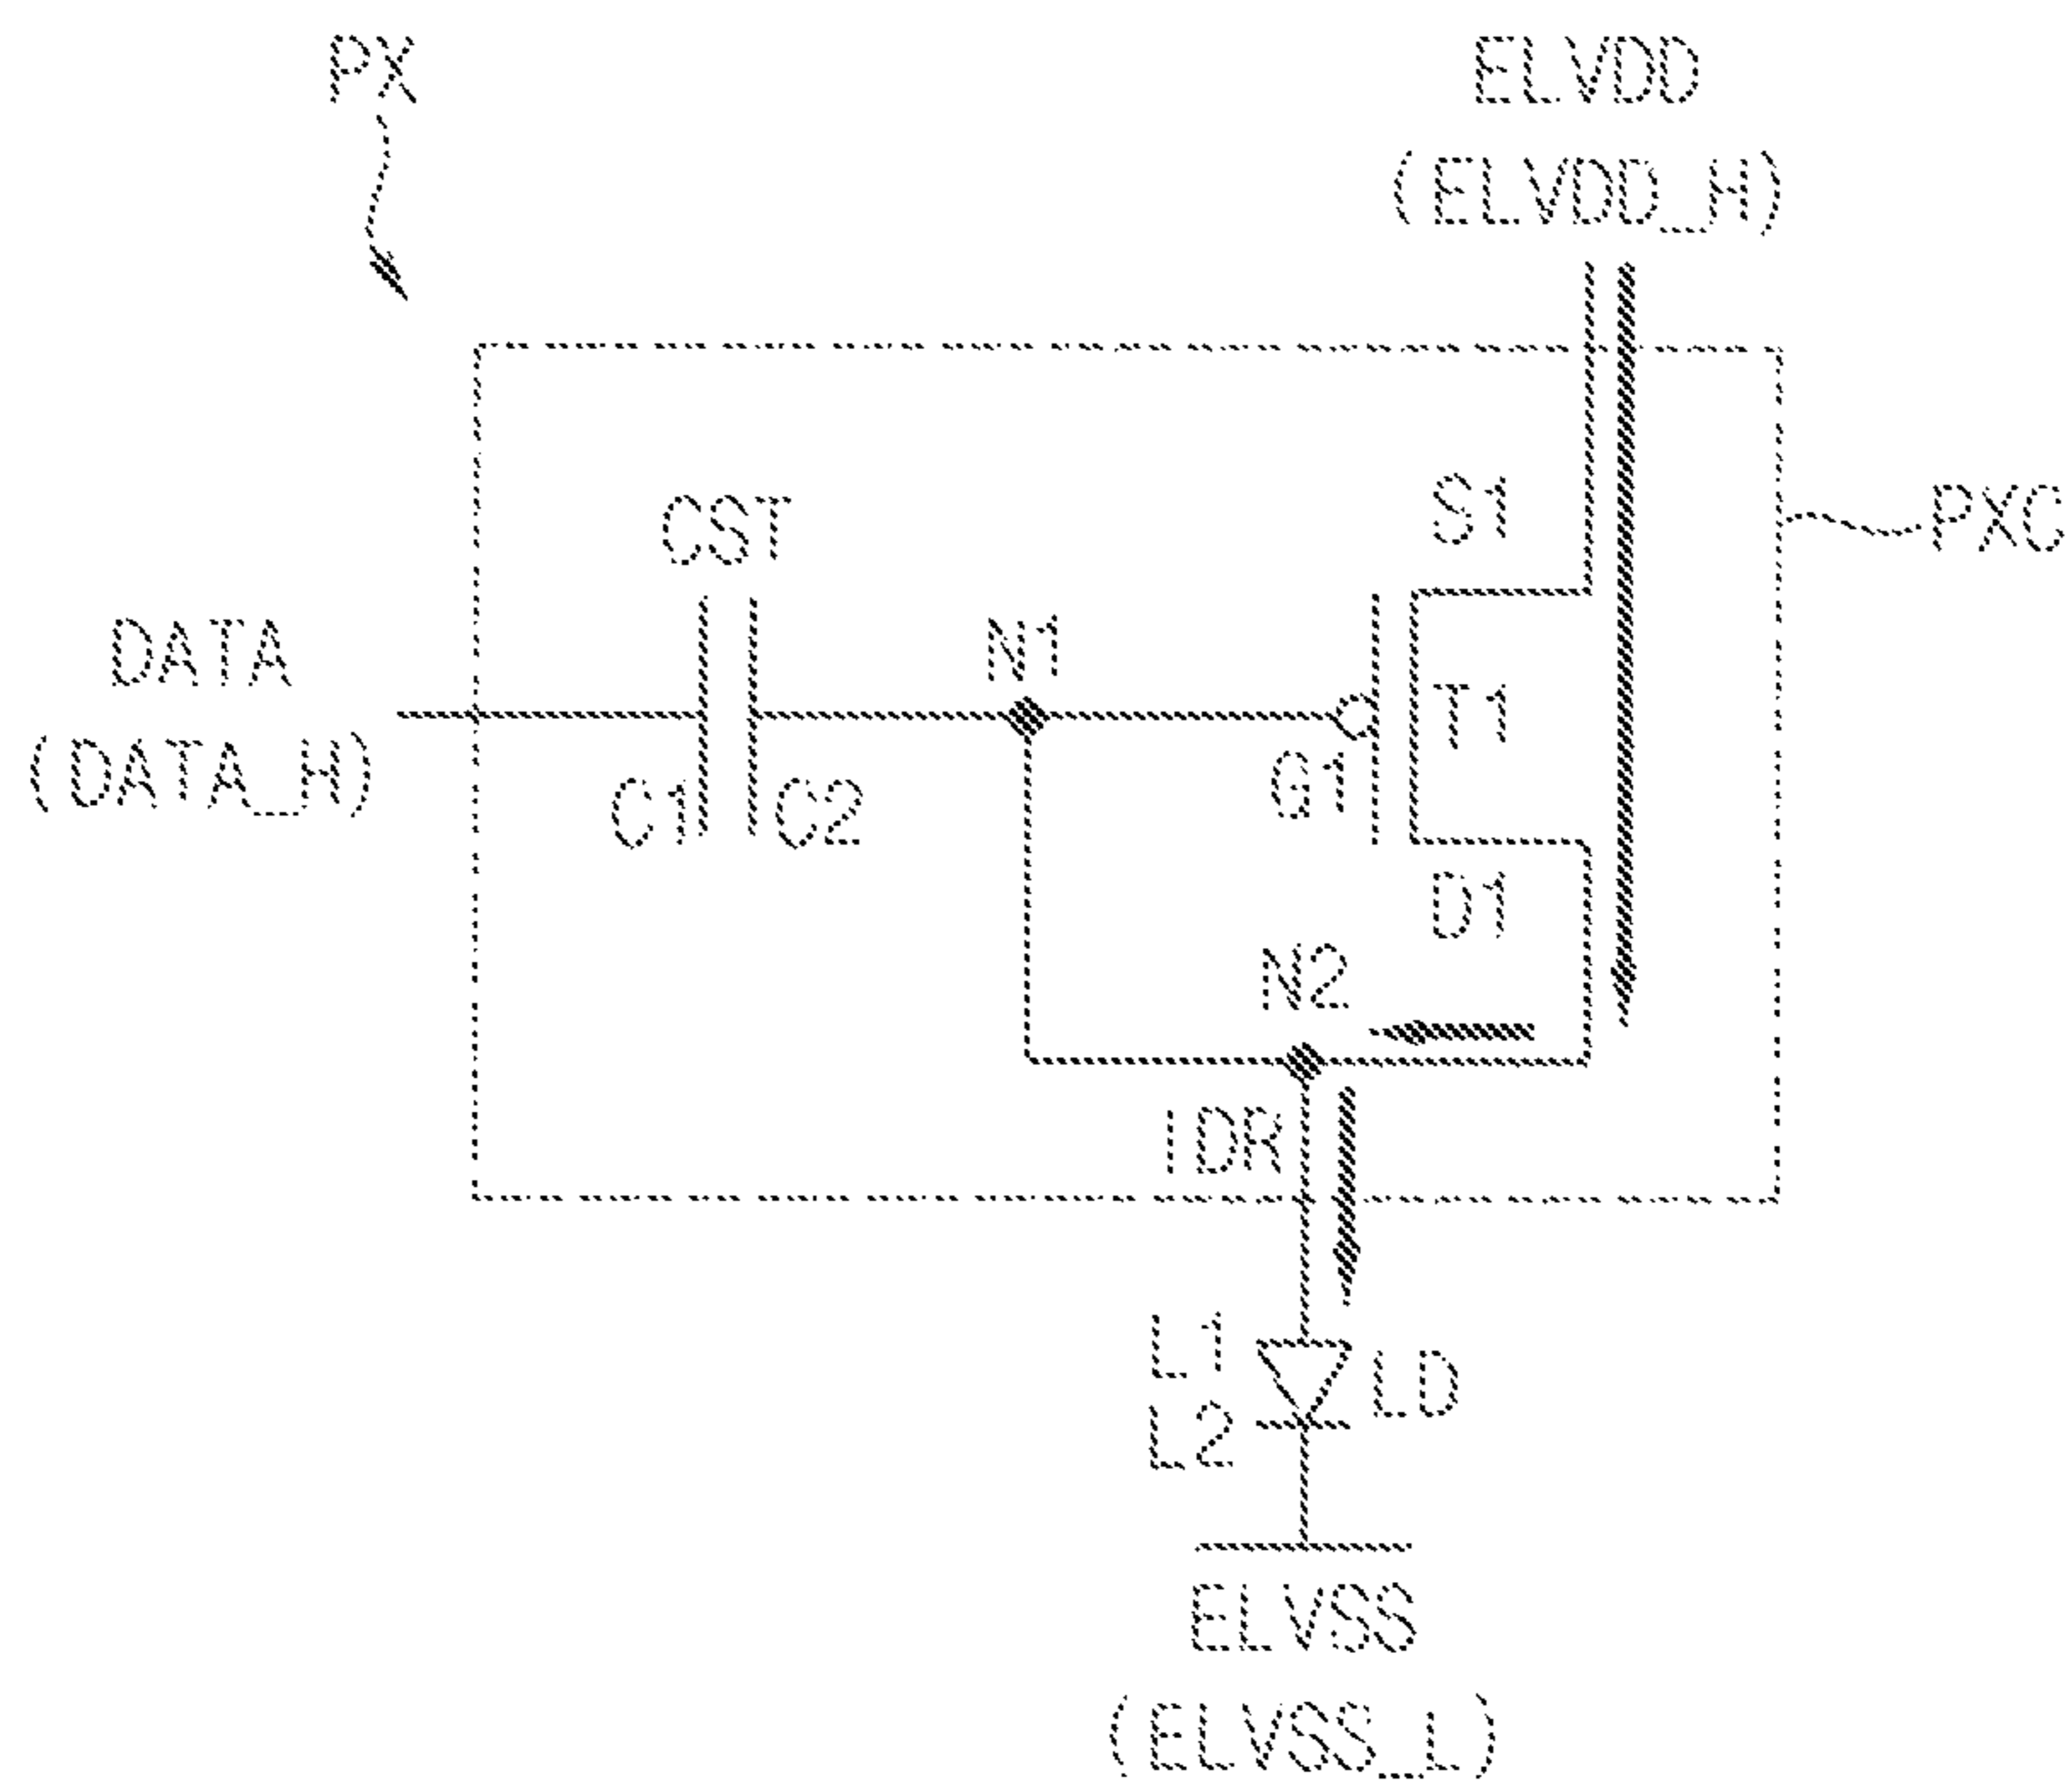 PX
ELVDD
(ELVDD_H)
S1
PXC
CST
DATA
N1
T1
(DATA_H)
G1
C1
C2
D1
N2
IDR
L1
LD
L2
ELVSS
(ELVSS_L)